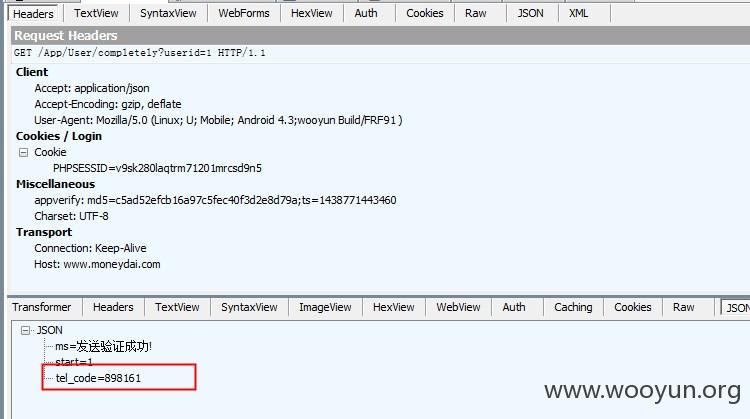 Headers TextView SyntaxView WebForms HexView Auth Cookies Raw JSON XML
Request Headers
GET /App/User/completely?userid=1 HTTP/1.1
Client
Accept: application/json
Accept-Encoding: gzip, deflate
User-Agent: Mozilla/5.0 (Linux; U; Mobile; Android 4.3;wooyun Build/FRF91 )
Cookies / Login
Cookie
PHPSESSID=v9sk280laqtrm71201mrcsd9n5
Miscellaneous
appverify: md5=c5ad52efcb16a97c5fec40f3d2e8d79a;ts=1438771443460
Charset: UTF-8
Transport
Connection: Keep-Alive
Host: www.moneydai.com
Transformer Headers TextView SyntaxView ImageView HexView WebView Auth Caching Cookies Raw JSON
JSON
ms=发送验证成功!
start=1
tel_code=898161
www.wooyun.org